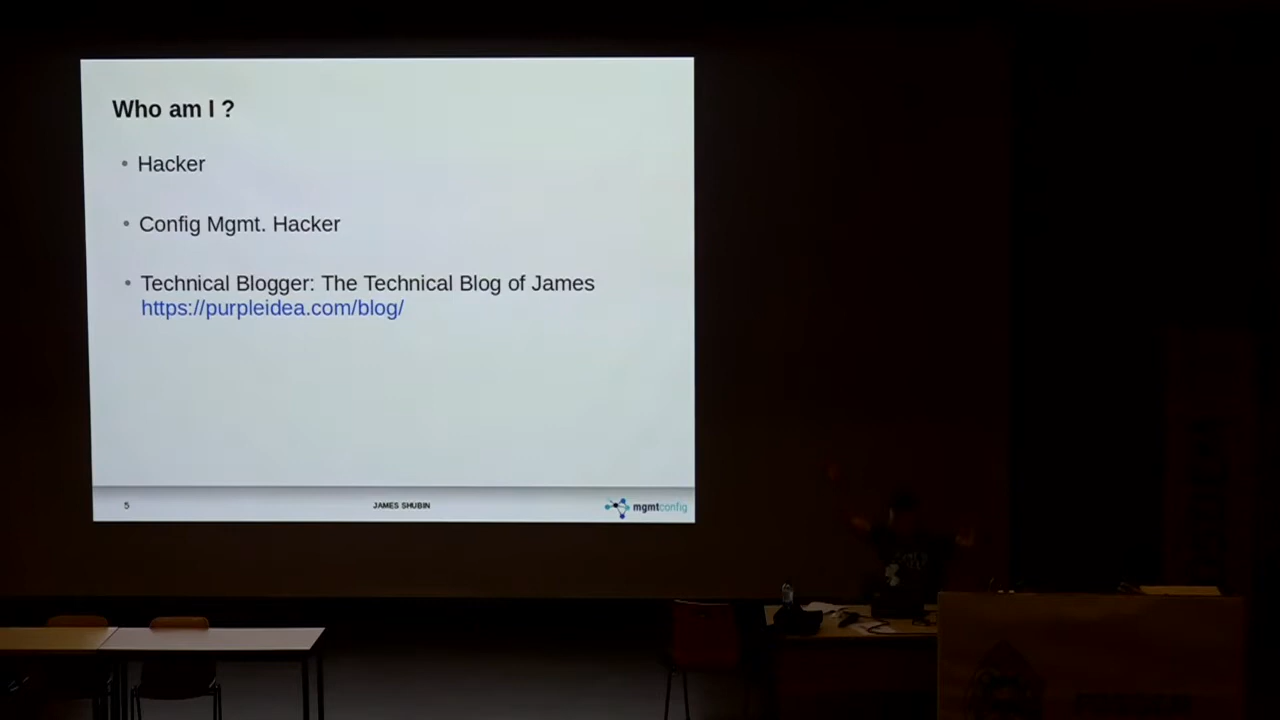 Who am I ?
• Hacker
• Config Mgmt. Hacker
• Technical Blogger: The Technical Blog of James
https://purpleidea.com/blog/
5
JAMES SHUBIN
mgmtconfig